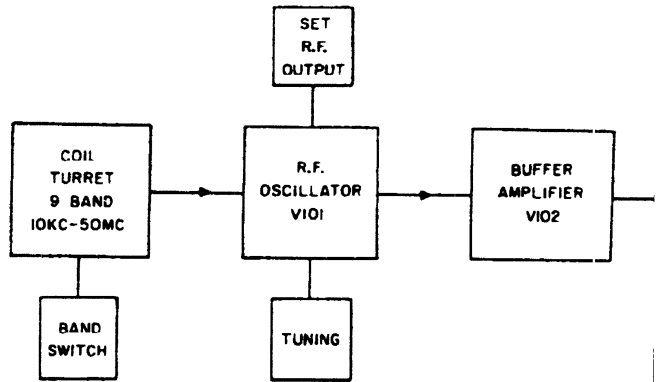 SET
R.F.
OUTPUT
COIL
TURRET
9 BAND
10KC-50MC
R.F.
OSCILLATOR
V101
BUFFER
AMPLIFIER
V102
BAND
SWITCH
TUNING